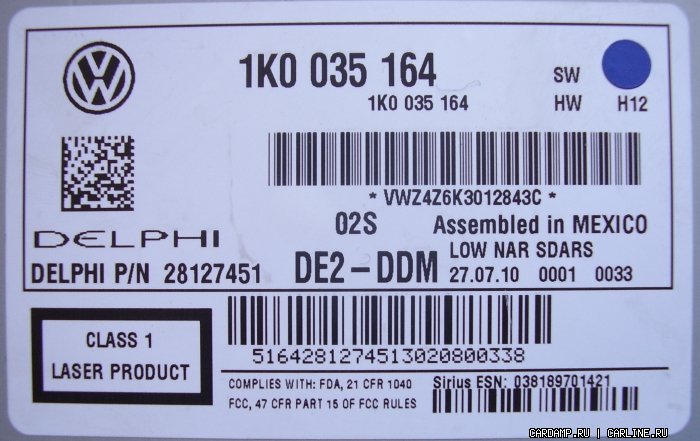 1K0 035 164
1K0 035 164
SW
HW H12
* VWZ4Z6K3012843C *
02S Assembled in MEXICO
DELPHI
LOW NAR SDARS
DELPHI P/N 28127451
DE2-DDM 27.07.10 0001 0033
CLASS 1
LASER PRODUCT
5164281274513020800338
COMPLIES WITH: FDA, 21 CFR 1040
FCC, 47 CFR PART 15 OF FCC RULES
Sirius ESN: 038189701421
CARDAMP.RU | CARLINE.RU